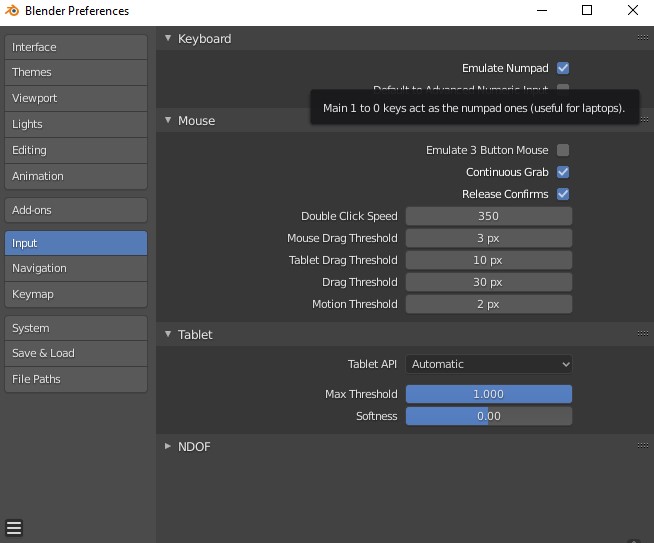 Blender Preferences
Interface
Themes
Viewport
Lights
Editing
Animation
Add-ons
Input
Navigation
Keymap
System
Save & Load
File Paths
Keyboard
Emulate Numpad
Default to Advanced Numeric Input
Main 1 to 0 keys act as the numpad ones (useful for laptops).
Mouse
Emulate 3 Button Mouse
Continuous Grab
Release Confirms
Double Click Speed 350
Mouse Drag Threshold 3 px
Tablet Drag Threshold 10 px
Drag Threshold 30 px
Motion Threshold 2 px
Tablet
Tablet API Automatic
Max Threshold 1.000
Softness 0.00
NDOF